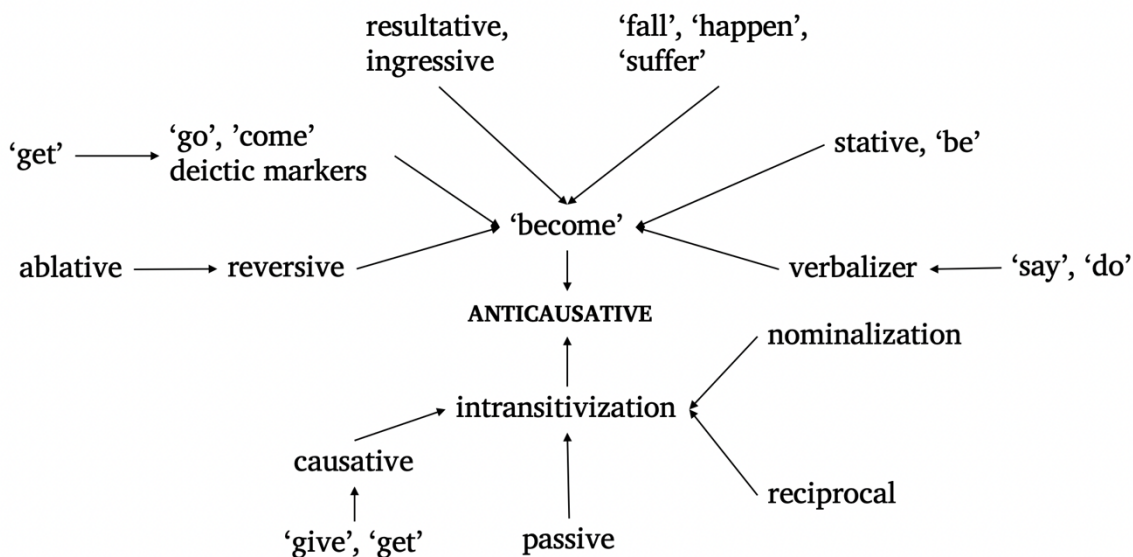 resultative,
ingressive
‘fall’, ‘happen’,
‘suffer’
‘get’
‘go’, ’come’
deictic markers
stative, ‘be’
‘become’
ablative
reversive
verbalizer
‘say’, ‘do’
ANTICAUSATIVE
nominalization
intransitivization
causative
reciprocal
‘give’, ‘get’
passive